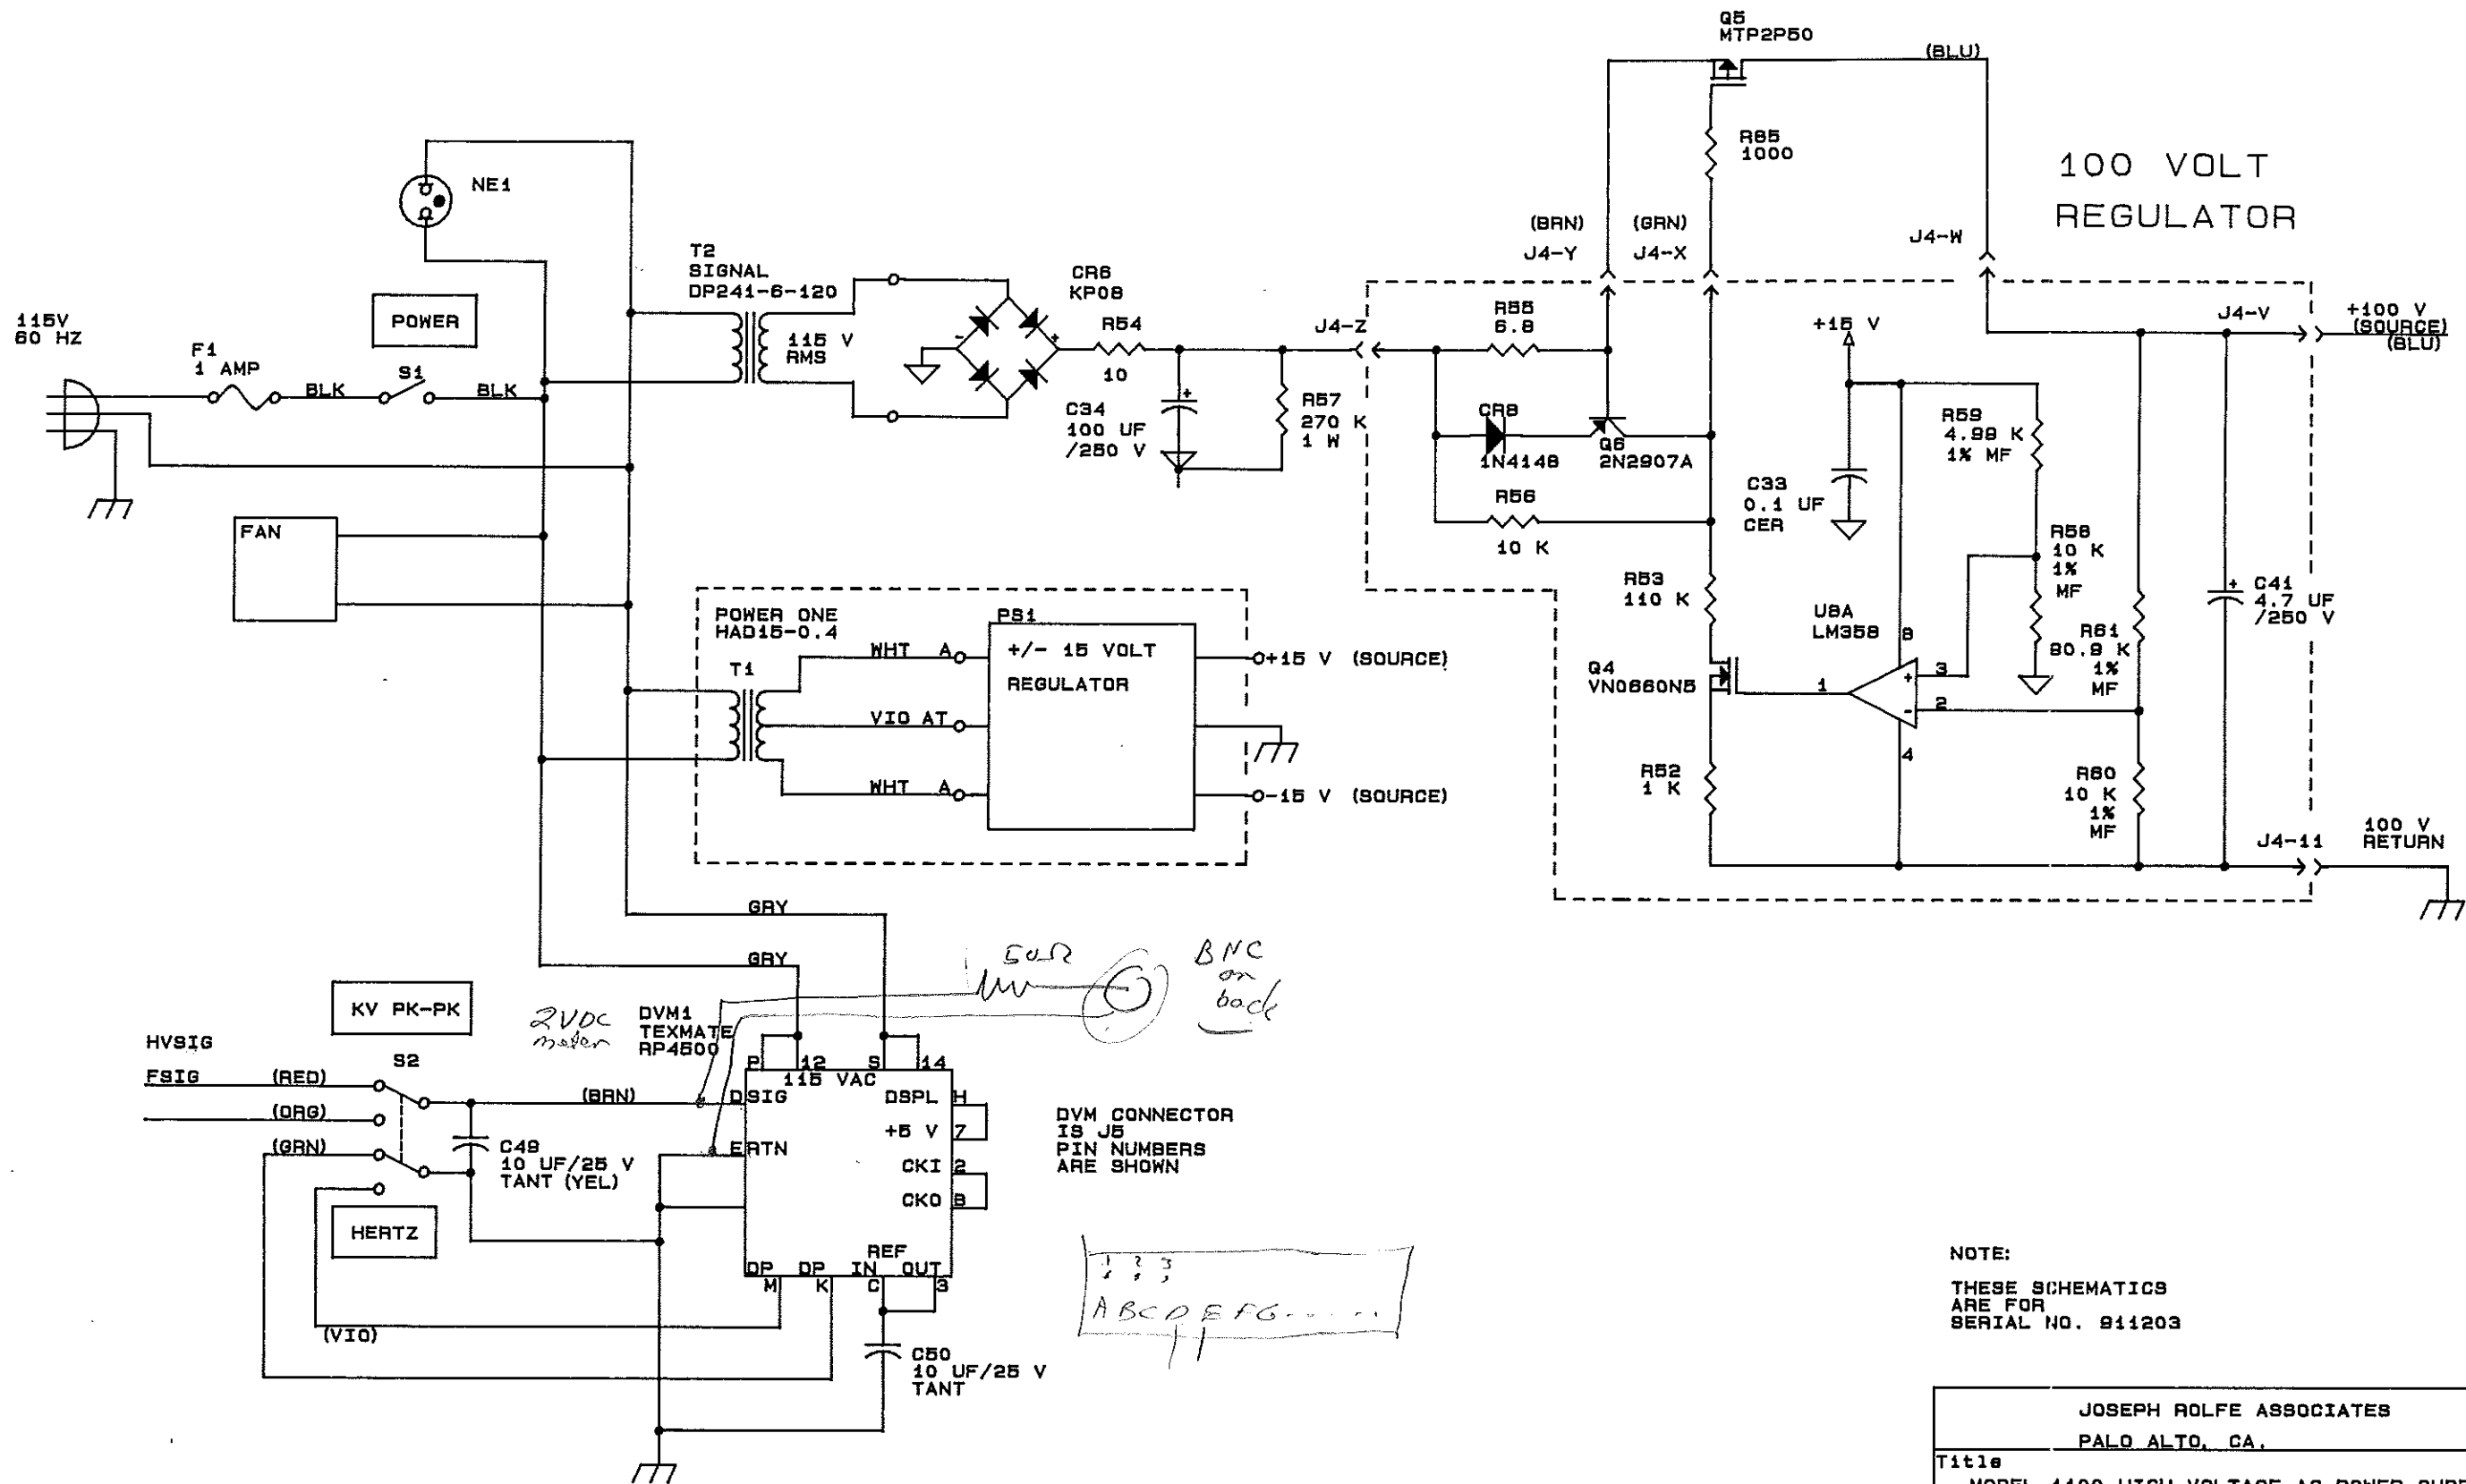 Q5
MTP2P50
(BLU)
R65
1000
100 VOLT
REGULATOR
NE1
(BRN)
(GRN)
J4-Y
J4-X
J4-W
T2
SIGNAL
DP241-6-120
CR6
KP08
115V
60 HZ
POWER
115 V
RMS
R54
10
J4-Z
R55
6.8
+15 V
J4-V
+100 V
(SOURCE)
(BLU)
F1
1 AMP
BLK
S1
BLK
C34
100 UF
/250 V
R57
270 K
1 W
CR8
1N4148
Q6
2N2907A
R59
4.99 K
1% MF
C33
0.1 UF
CER
R56
10 K
FAN
R58
10 K
1%
MF
C41
4.7 UF
/250 V
R53
110 K
U8A
LM358
8
R61
90.9 K
1%
MF
POWER ONE
HAD15-0.4
PS1
T1
WHT A
+/- 15 VOLT
REGULATOR
+15 V (SOURCE)
VIO AT
WHT A
-15 V (SOURCE)
Q4
VN0660N5
1
+
3
-
2
4
R52
1 K
R60
10 K
1%
MF
J4-11
100 V
RETURN
GRY
GRY
50Ω
BNC
on
back
KV PK-PK
2VDC
meter
DVM1
TEXMATE
RP4500
HVSIG
FSIG
(RED)
S2
(ORG)
(GRN)
(BRN)
P
12
S
14
115 VAC
DSIG
DSPL
H
+5 V
7
ERTN
CKI
2
CKO
B
C49
10 UF/25 V
TANT (YEL)
DVM CONNECTOR
IS J5
PIN NUMBERS
ARE SHOWN
HERTZ
REF
DP
DP
IN
OUT
M
K
C
3
(VIO)
1 2 3
A B C D E F G . . . . .
C50
10 UF/25 V
TANT
NOTE:
THESE SCHEMATICS
ARE FOR
SERIAL NO. 911203
JOSEPH ROLFE ASSOCIATES
PALO ALTO, CA.
Title